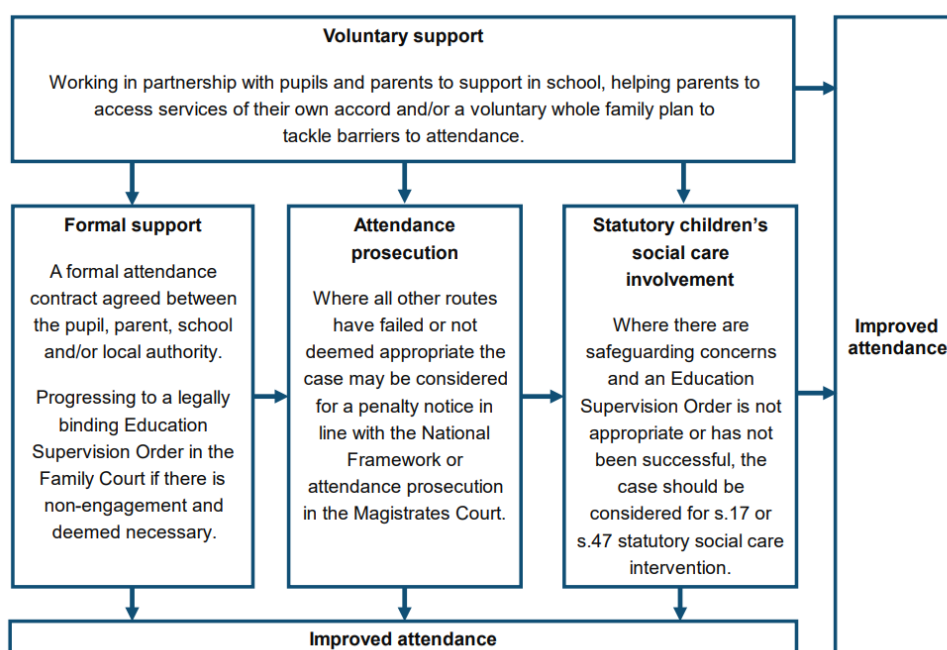 Voluntary support
Working in partnership with pupils and parents to support in school, helping parents to
access services of their own accord and/or a voluntary whole family plan to
tackle barriers to attendance.
Formal support
A formal attendance
contract agreed between
the pupil, parent, school
and/or local authority.
Progressing to a legally
binding Education
Supervision Order in the
Family Court if there is
non-engagement and
deemed necessary.
Attendance
prosecution
Where all other routes
have failed or not
deemed appropriate the
case may be considered
for a penalty notice in
line with the National
Framework or
attendance prosecution
in the Magistrates Court.
Statutory children’s
social care
involvement
Where there are
safeguarding concerns
and an Education
Supervision Order is not
appropriate or has not
been successful, the
case should be
considered for s.17 or
s.47 statutory social care
intervention.
Improved
attendance
Improved attendance